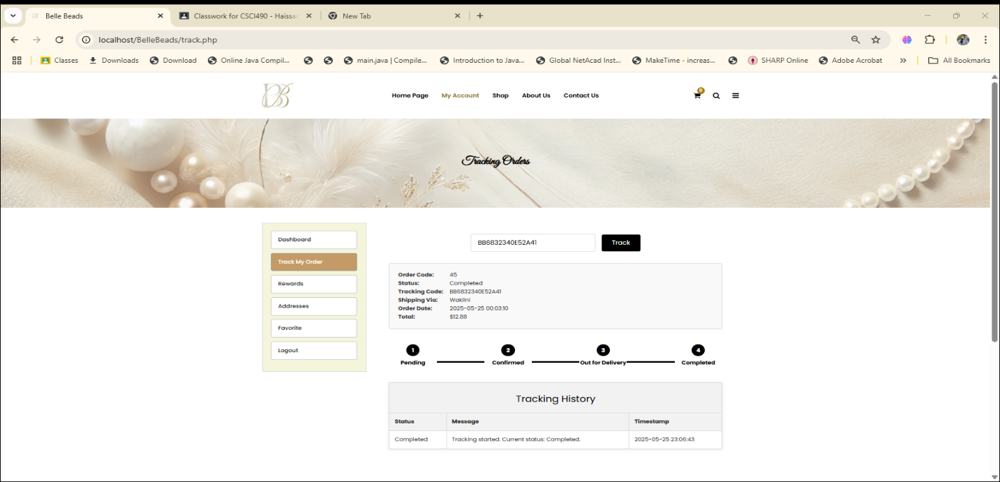 Belle Beads
Classwork for CSCI490 - Haissar
New Tab
localhost/BelleBeads/track.php
Classes
Downloads
Download
Online Java Compil...
main.java | Compile...
Introduction to Java...
Global NetAcad Inst...
MakeTime - increas...
SHARP Online
Adobe Acrobat
All Bookmarks
BB
Home Page
My Account
Shop
About Us
Contact Us
0
Tracking Orders
Dashboard
Track My Order
Rewards
Addresses
Favorite
Logout
BB6832340E52A41
Track
Order Code: 45
Status: Completed
Tracking Code: BB6832340E52A41
Shipping Via: Wakilni
Order Date: 2025-05-25 00:03:10
Total: $12.88
1 2 3 4
Pending Confirmed Out for Delivery Completed
Tracking History
Status Message Timestamp
Completed Tracking started. Current status: Completed. 2025-05-25 23:06:43